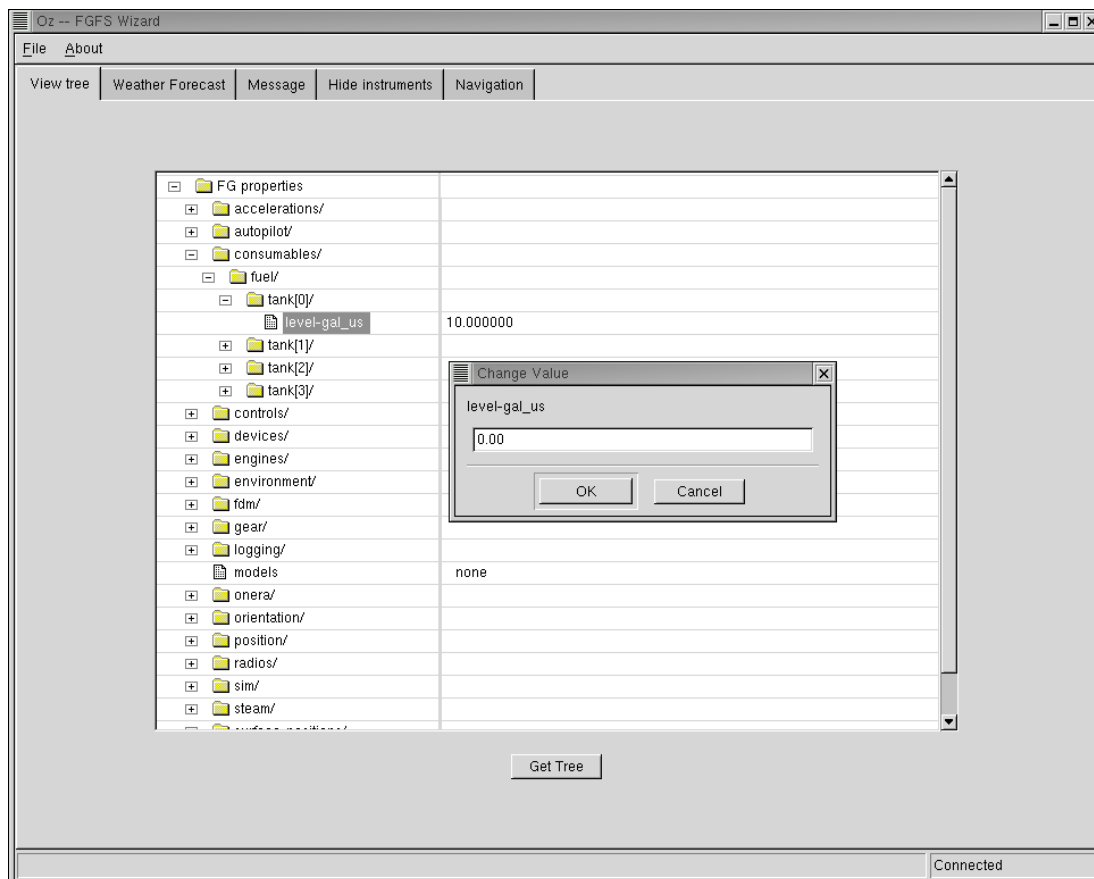 Oz -- FGFS Wizard
File About
View tree Weather Forecast Message Hide instruments Navigation
FG properties
accelerations/
autopilot/
consumables/
fuel/
tank[0]/
level-gal_us 10.000000
tank[1]/
tank[2]/
tank[3]/
Change Value
level-gal_us
0.00
OK Cancel
controls/
devices/
engines/
environment/
fdm/
gear/
logging/
models none
onera/
orientation/
position/
radios/
sim/
steam/
Get Tree
Connected